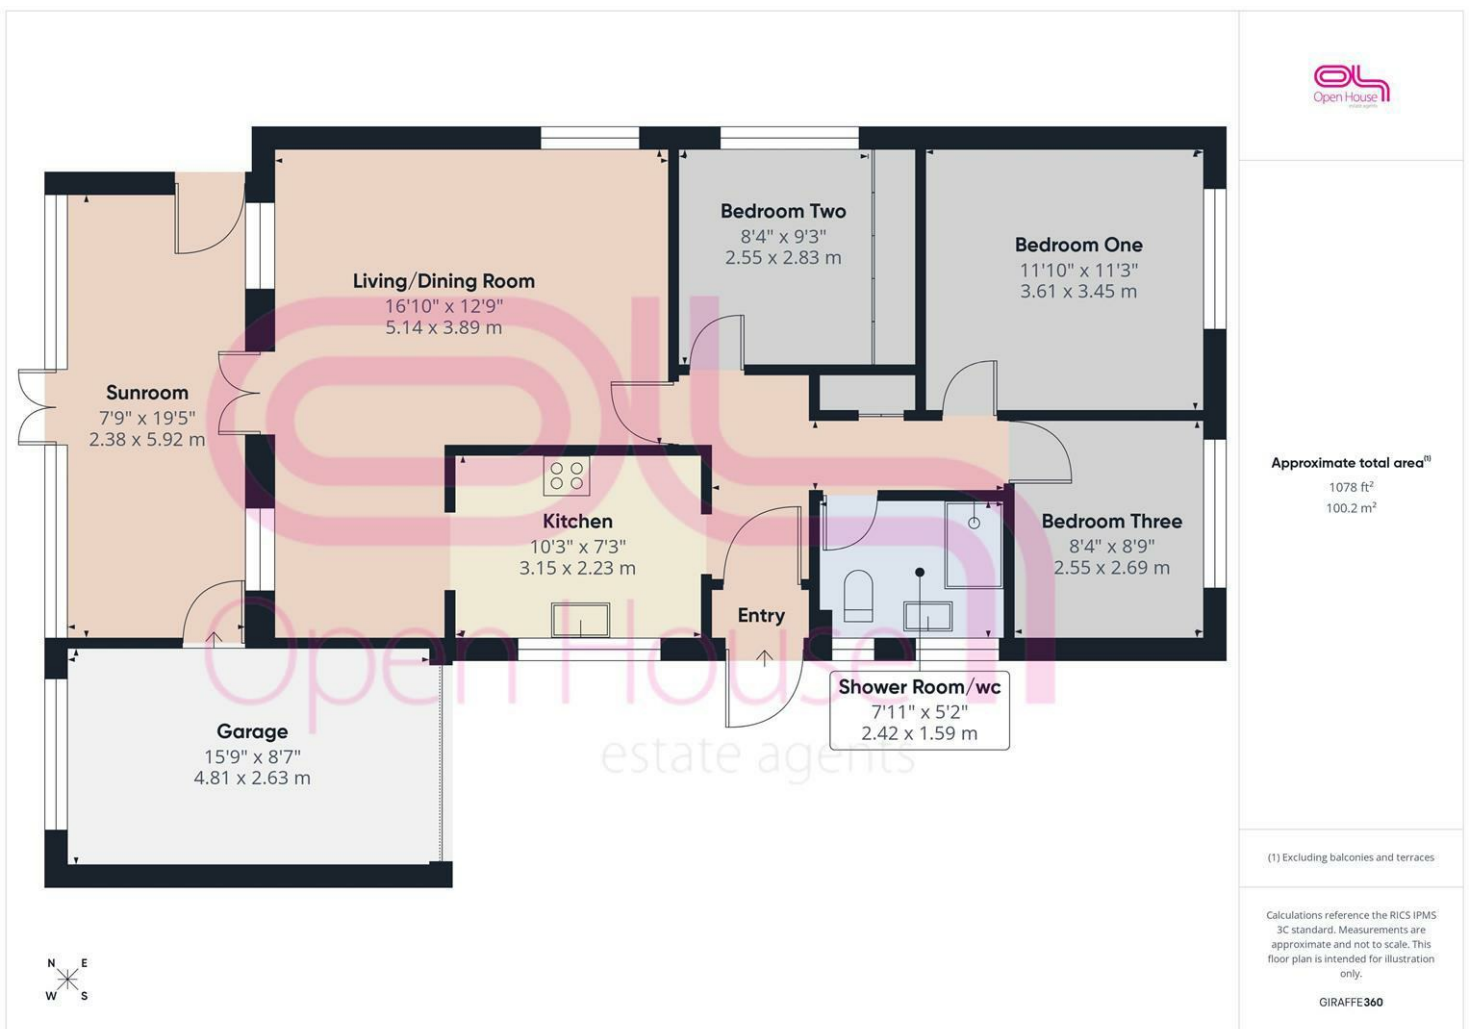 Open House
estate agents
Bedroom Two
8'4" x 9'3"
2.55 x 2.83 m
Bedroom One
11'10" x 11'3"
3.61 x 3.45 m
Living/Dining Room
16'10" x 12'9"
5.14 x 3.89 m
Sunroom
7'9" x 19'5"
2.38 x 5.92 m
Kitchen
10'3" x 7'3"
3.15 x 2.23 m
Bedroom Three
8'4" x 8'9"
2.55 x 2.69 m
Entry
Shower Room/wc
7'11" x 5'2"
2.42 x 1.59 m
Garage
15'9" x 8'7"
4.81 x 2.63 m
Open House
estate agents
N E
W S
Approximate total area(1)
1078 ft²
100.2 m²
(1) Excluding balconies and terraces
Calculations reference the RICS IPMS
3C standard. Measurements are
approximate and not to scale. This
floor plan is intended for illustration
only.
GIRAFFE360